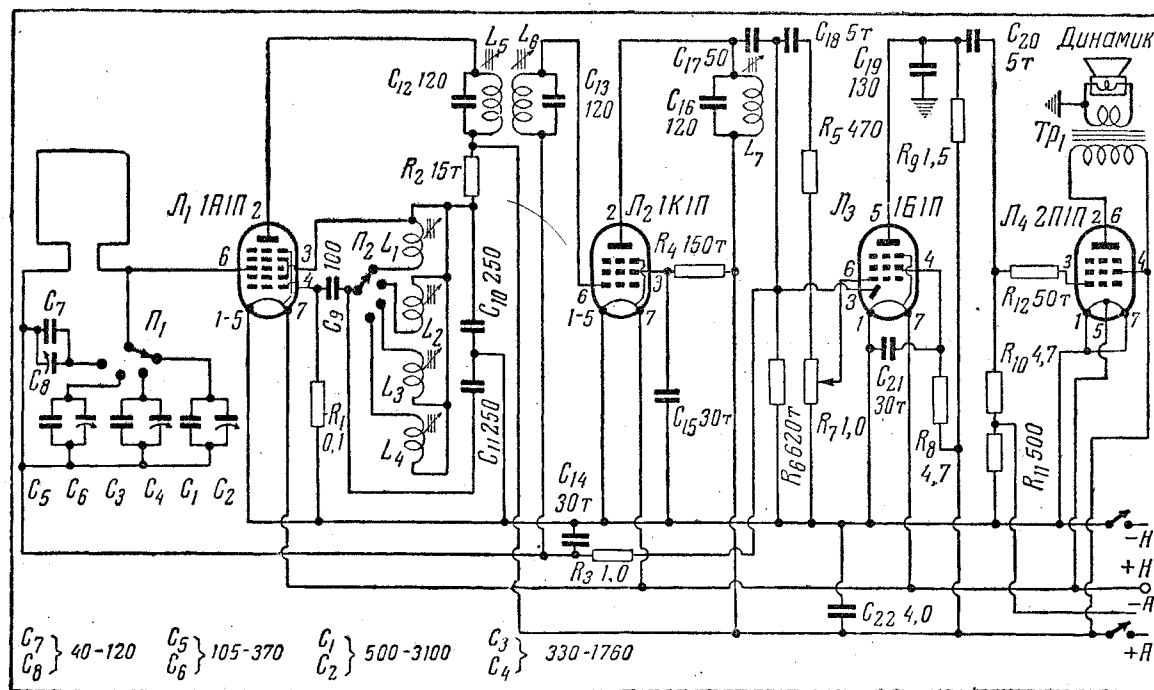 L₅ L₆
C₁₂ 120
C₁₃ 120
C₁₇ 50
C₁₆ 120
L₇
C₁₈ 5т
C₁₉ 130
C₂₀ 5т
Динамик
Тр₁
R₅ 470
R₉ 1,5
R₂ 15т
Л₁ 1А1П 2
6
3
4
1-5
7
П₂
L₁
100
C₉
L₂
L₃
L₄
C₁₀ 250
C₁₁ 250
R₁ 0,1
2 Л₂ 1К1П
R₄ 150т
6
3
1-5
7
Л₃ 5 1Б1П
6
3
4
1
7
Л₄ 2П1П
2 6
3
4
1
5
7
R₁₂ 50т
C₇
C₈
П₁
C₅ C₆ C₃ C₄ C₁ C₂
C₁₄ 30т
C₁₅ 30т
R₆ 620т
R₇ 1,0
C₂₁ 30т
R₈ 4,7
R₁₀ 4,7
R₁₁ 500
R₃ 1,0
C₂₂ 4,0
-Н
+Н
-А
+А
C₇ C₈ } 40-120
C₅ C₆ } 105-370
C₁ C₂ } 500-3100
C₃ C₄ } 330-1760